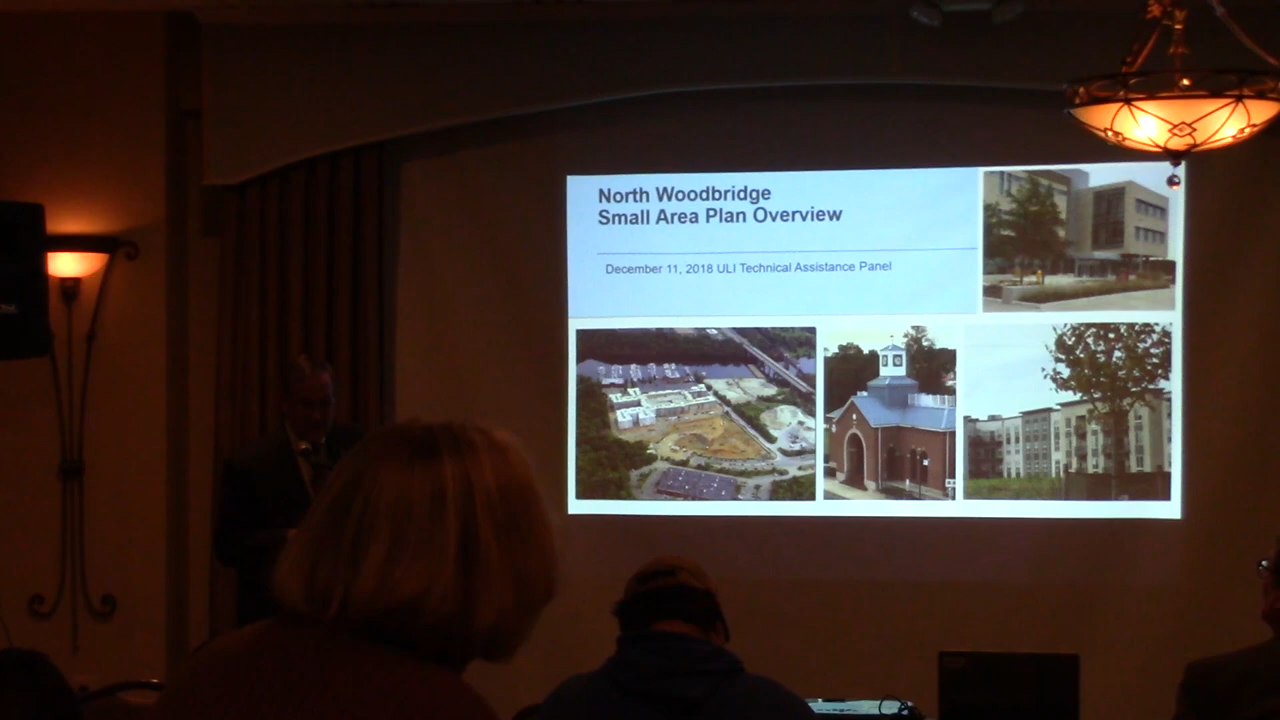 North Woodbridge
Small Area Plan Overview
December 11, 2018 ULI Technical Assistance Panel